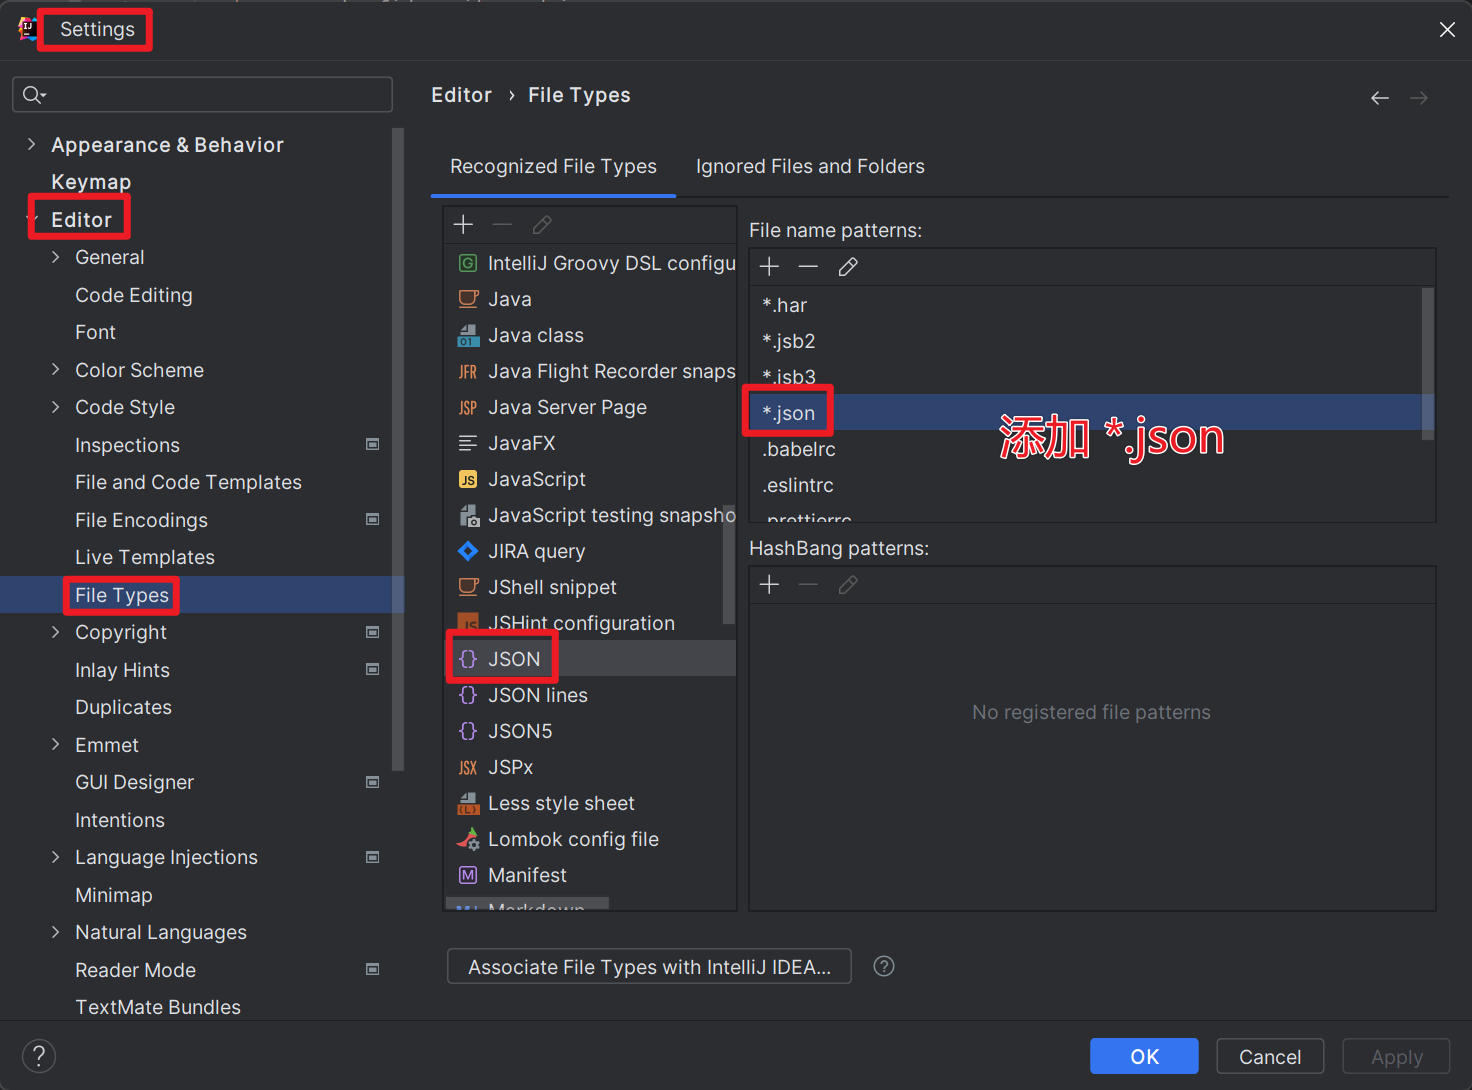 Settings
Editor › File Types
Appearance & Behavior
Keymap
Editor
General
Code Editing
Font
Color Scheme
Code Style
Inspections
File and Code Templates
File Encodings
Live Templates
File Types
Copyright
Inlay Hints
Duplicates
Emmet
GUI Designer
Intentions
Language Injections
Minimap
Natural Languages
Reader Mode
TextMate Bundles
Recognized File Types
Ignored Files and Folders
IntelliJ Groovy DSL configu
Java
Java class
Java Flight Recorder snaps
Java Server Page
JavaFX
JavaScript
JavaScript testing snapsho
JIRA query
JShell snippet
JSHint configuration
JSON
JSON lines
JSON5
JSPx
Less style sheet
Lombok config file
Manifest
Markdown
File name patterns:
*.har
*.jsb2
*.jsb3
*.json
.babelrc
.eslintrc
.prettierrc
添加 *.json
HashBang patterns:
No registered file patterns
Associate File Types with IntelliJ IDEA...
OK
Cancel
Apply